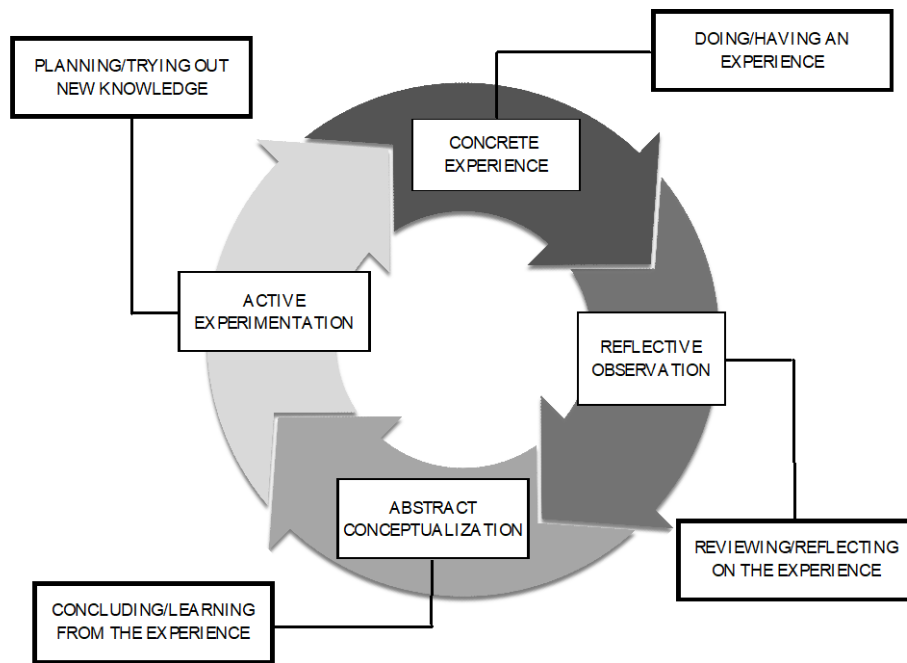 DOING/HAVING AN
EXPERIENCE
PLANNING/TRYING OUT
NEW KNOWLEDGE
CONCRETE
EXPERIENCE
ACTIVE
EXPERIMENTATION
REFLECTIVE
OBSERVATION
ABSTRACT
CONCEPTUALIZATION
REVIEWING/REFLECTING
ON THE EXPERIENCE
CONCLUDING/LEARNING
FROM THE EXPERIENCE